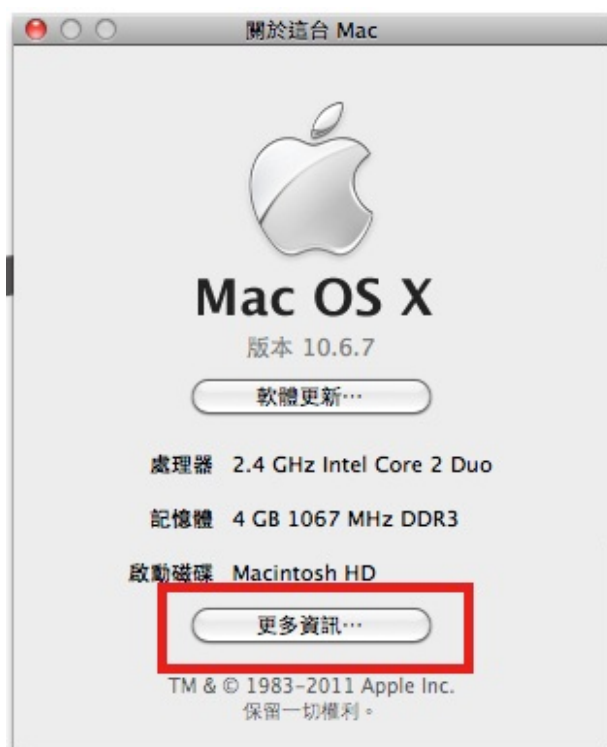 關於這台 Mac
Mac OS X
版本 10.6.7
軟體更新⋯
處理器 2.4 GHz Intel Core 2 Duo
記憶體 4 GB 1067 MHz DDR3
啟動磁碟 Macintosh HD
更多資訊⋯
TM & © 1983-2011 Apple Inc.
保留一切權利。